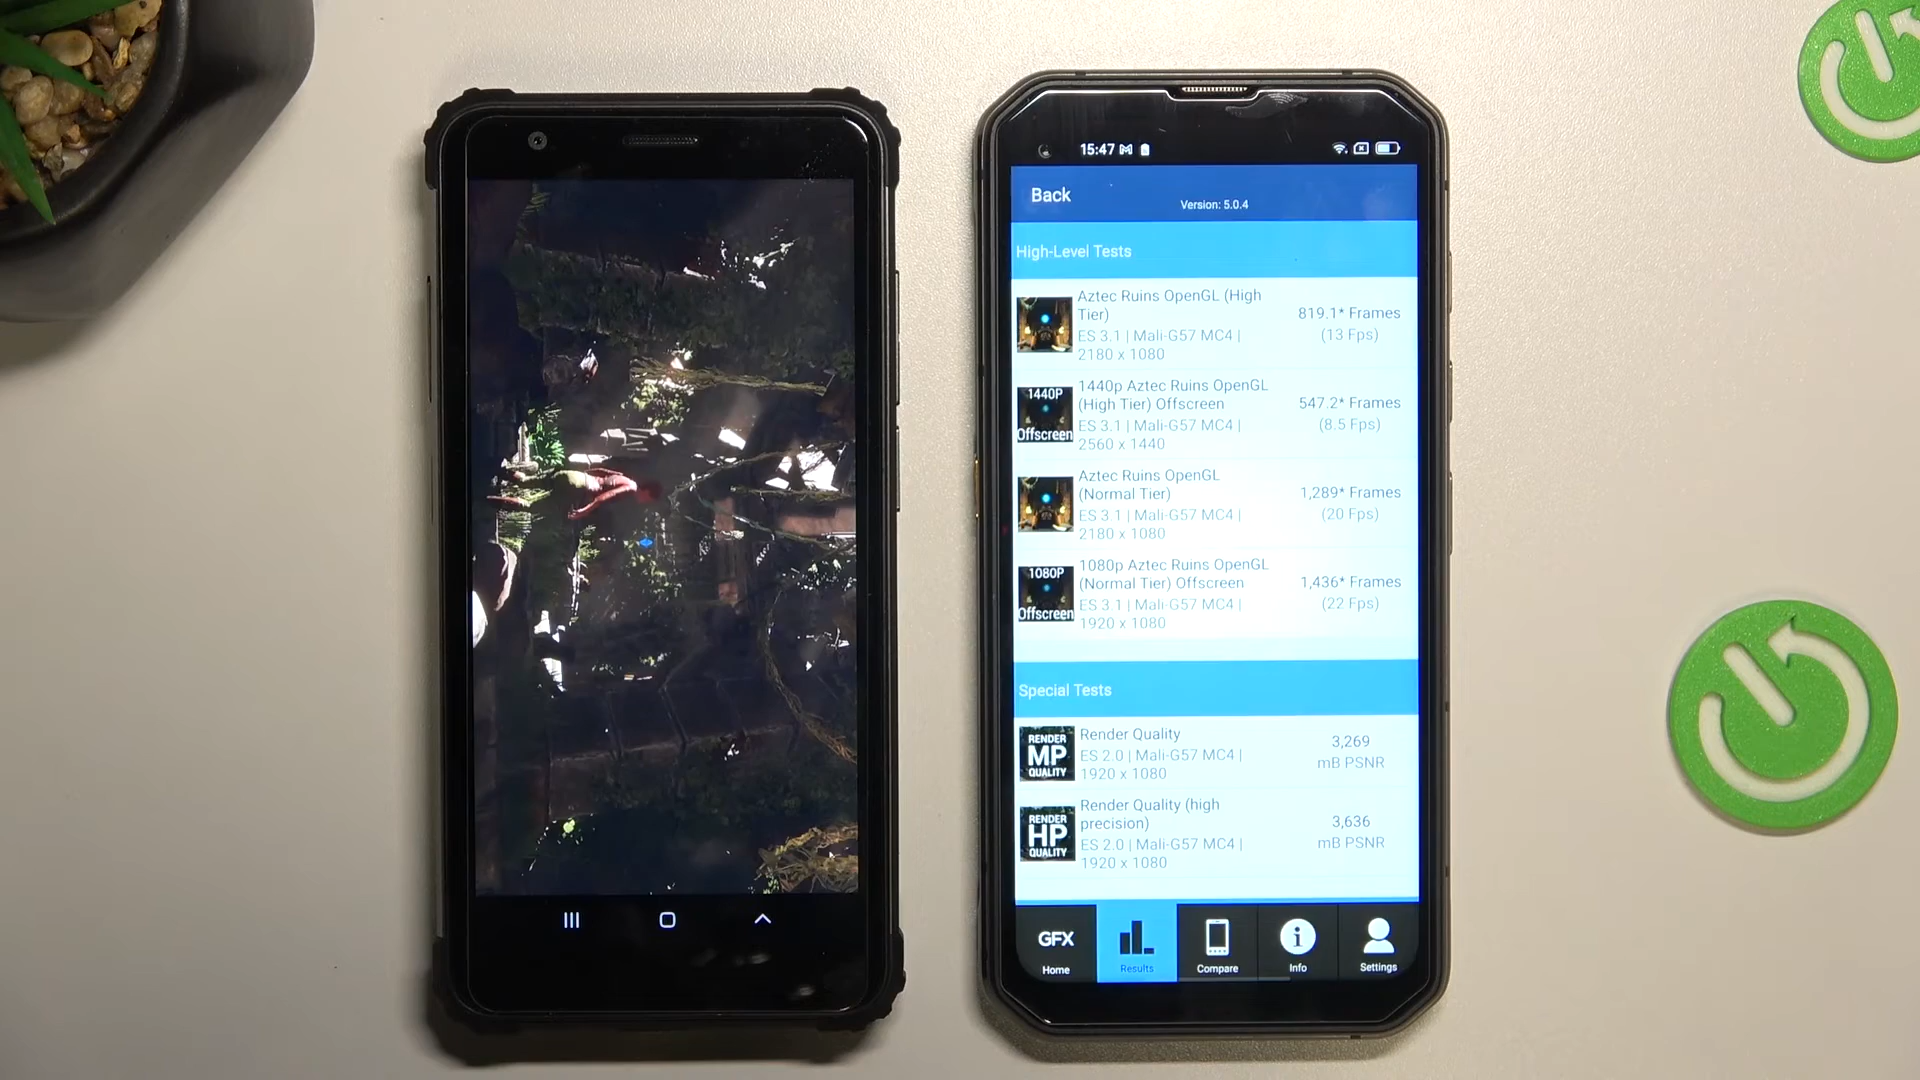 15:47
Back
Version: 5.0.4
High-Level Tests
Aztec Ruins OpenGL (High
Tier)
ES 3.1 | Mali-G57 MC4 |
2180 x 1080
819.1* Frames
(13 Fps)
1440P
Offscreen
1440p Aztec Ruins OpenGL
(High Tier) Offscreen
ES 3.1 | Mali-G57 MC4 |
2560 x 1440
547.2* Frames
(8.5 Fps)
Aztec Ruins OpenGL
(Normal Tier)
ES 3.1 | Mali-G57 MC4 |
2180 x 1080
1,289* Frames
(20 Fps)
1080P
Offscreen
1080p Aztec Ruins OpenGL
(Normal Tier) Offscreen
ES 3.1 | Mali-G57 MC4 |
1920 x 1080
1,436* Frames
(22 Fps)
Special Tests
RENDER
MP
QUALITY
Render Quality
ES 2.0 | Mali-G57 MC4 |
1920 x 1080
3,269
mB PSNR
RENDER
HP
QUALITY
Render Quality (high
precision)
ES 2.0 | Mali-G57 MC4 |
1920 x 1080
3,636
mB PSNR
GFX
Home
Results
Compare
Info
Settings